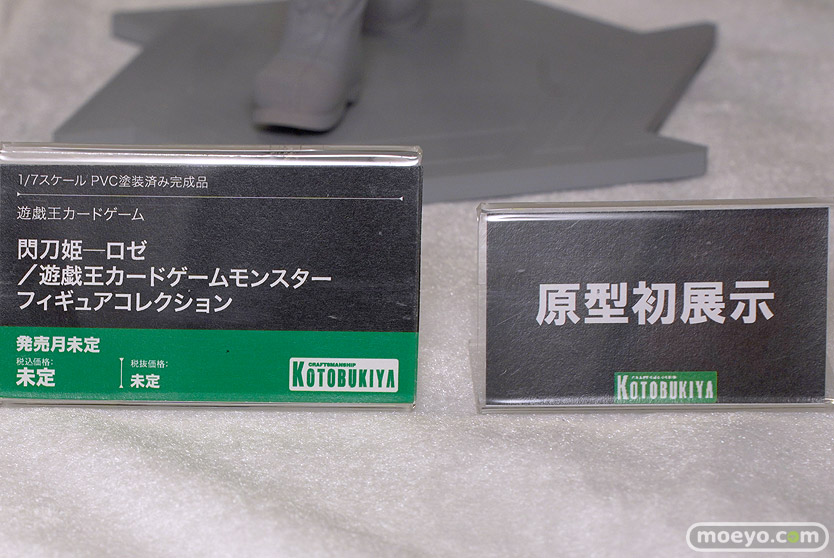 1/7スケール PVC塗装済み完成品
遊戯王カードゲーム
閃刀姫─ロゼ
／遊戯王カードゲームモンスター
フィギュアコレクション
発売月未定
税込価格:
未定
税抜価格:
未定
CRAFTSMANSHIP
KOTOBUKIYA
原型初展示
CRAFTSMANSHIP
KOTOBUKIYA
moeyo.com